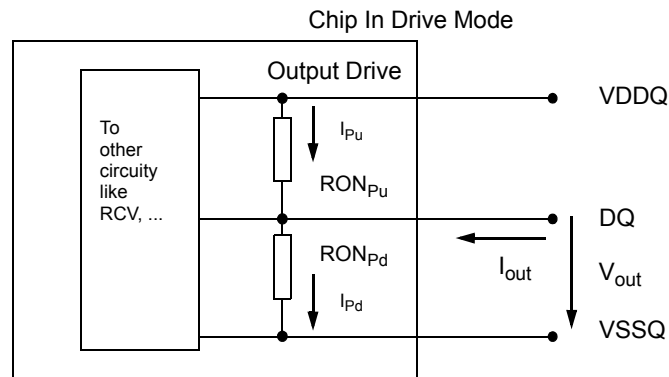 Chip In Drive Mode
Output Drive
VDDQ
To
other
circuity
like
RCV, ...
IPu
RONPu
DQ
RONPd
Iout
Vout
IPd
VSSQ